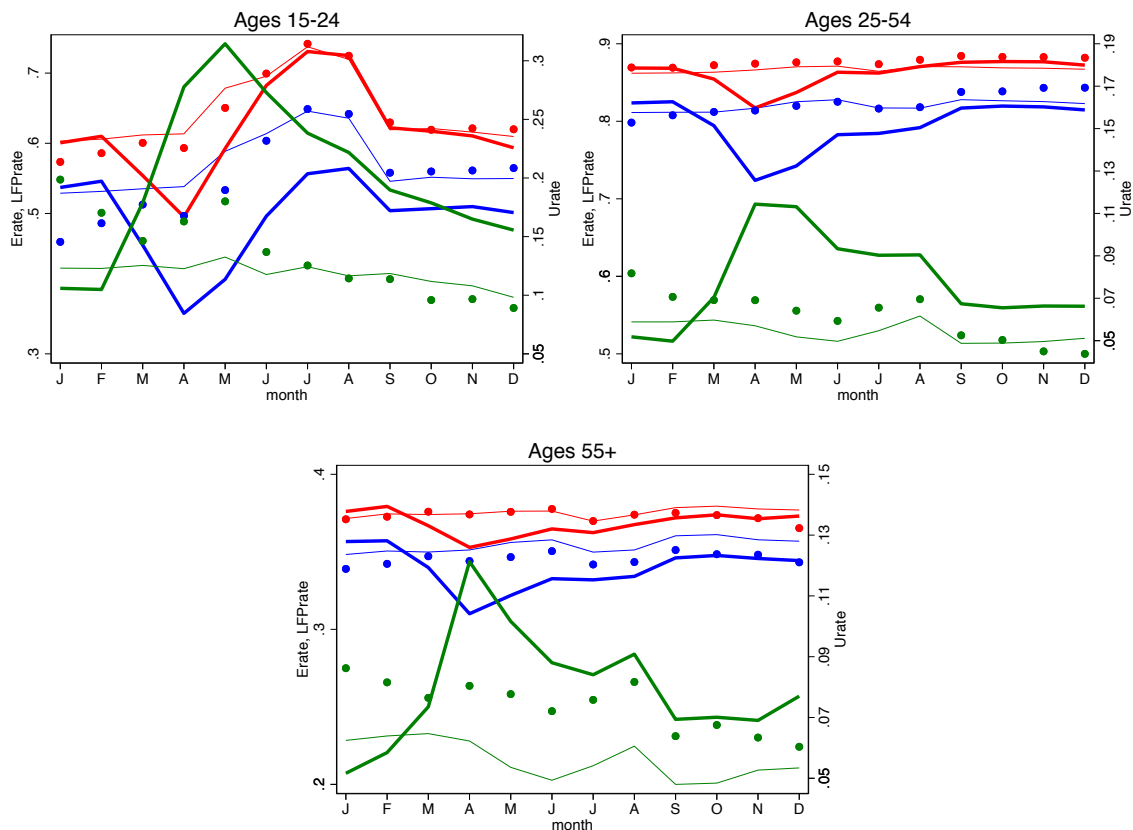 Ages 15-24
Erate, LFPrate
.3 .5 .6 .7
.05 .1 .15 .2 .25 .3
Urate
J F M A M J J A S O N D
month
Ages 25-54
Erate, LFPrate
.5 .6 .7 .8 .9
.05 .07 .09 .11 .13 .15 .17 .19
Urate
J F M A M J J A S O N D
month
Ages 55+
Erate, LFPrate
.2 .3 .4
.05 .07 .09 .11 .13 .15
Urate
J F M A M J J A S O N D
month